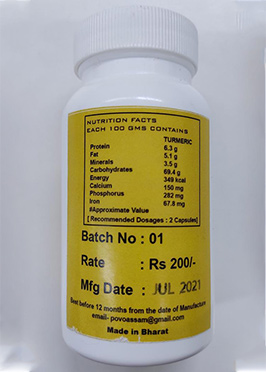 NUTRITION FACTS
EACH 100 GMS CONTAINS
TURMERIC
Protein 6.3 g
Fat 5.1 g
Minerals 3.5 g
Carbohydrates 69.4 g
Energy 349 kcal
Calcium 150 mg
Phosphorus 282 mg
Iron 67.8 mg
#Approximate Value
[ Recommended Dosages : 2 Capsules]
Batch No : 01
Rate : Rs 200/-
Mfg Date : JUL 2021
Best before 12 months from the date of Manufacture
email- povoassam@gmail.com
Made in Bharat